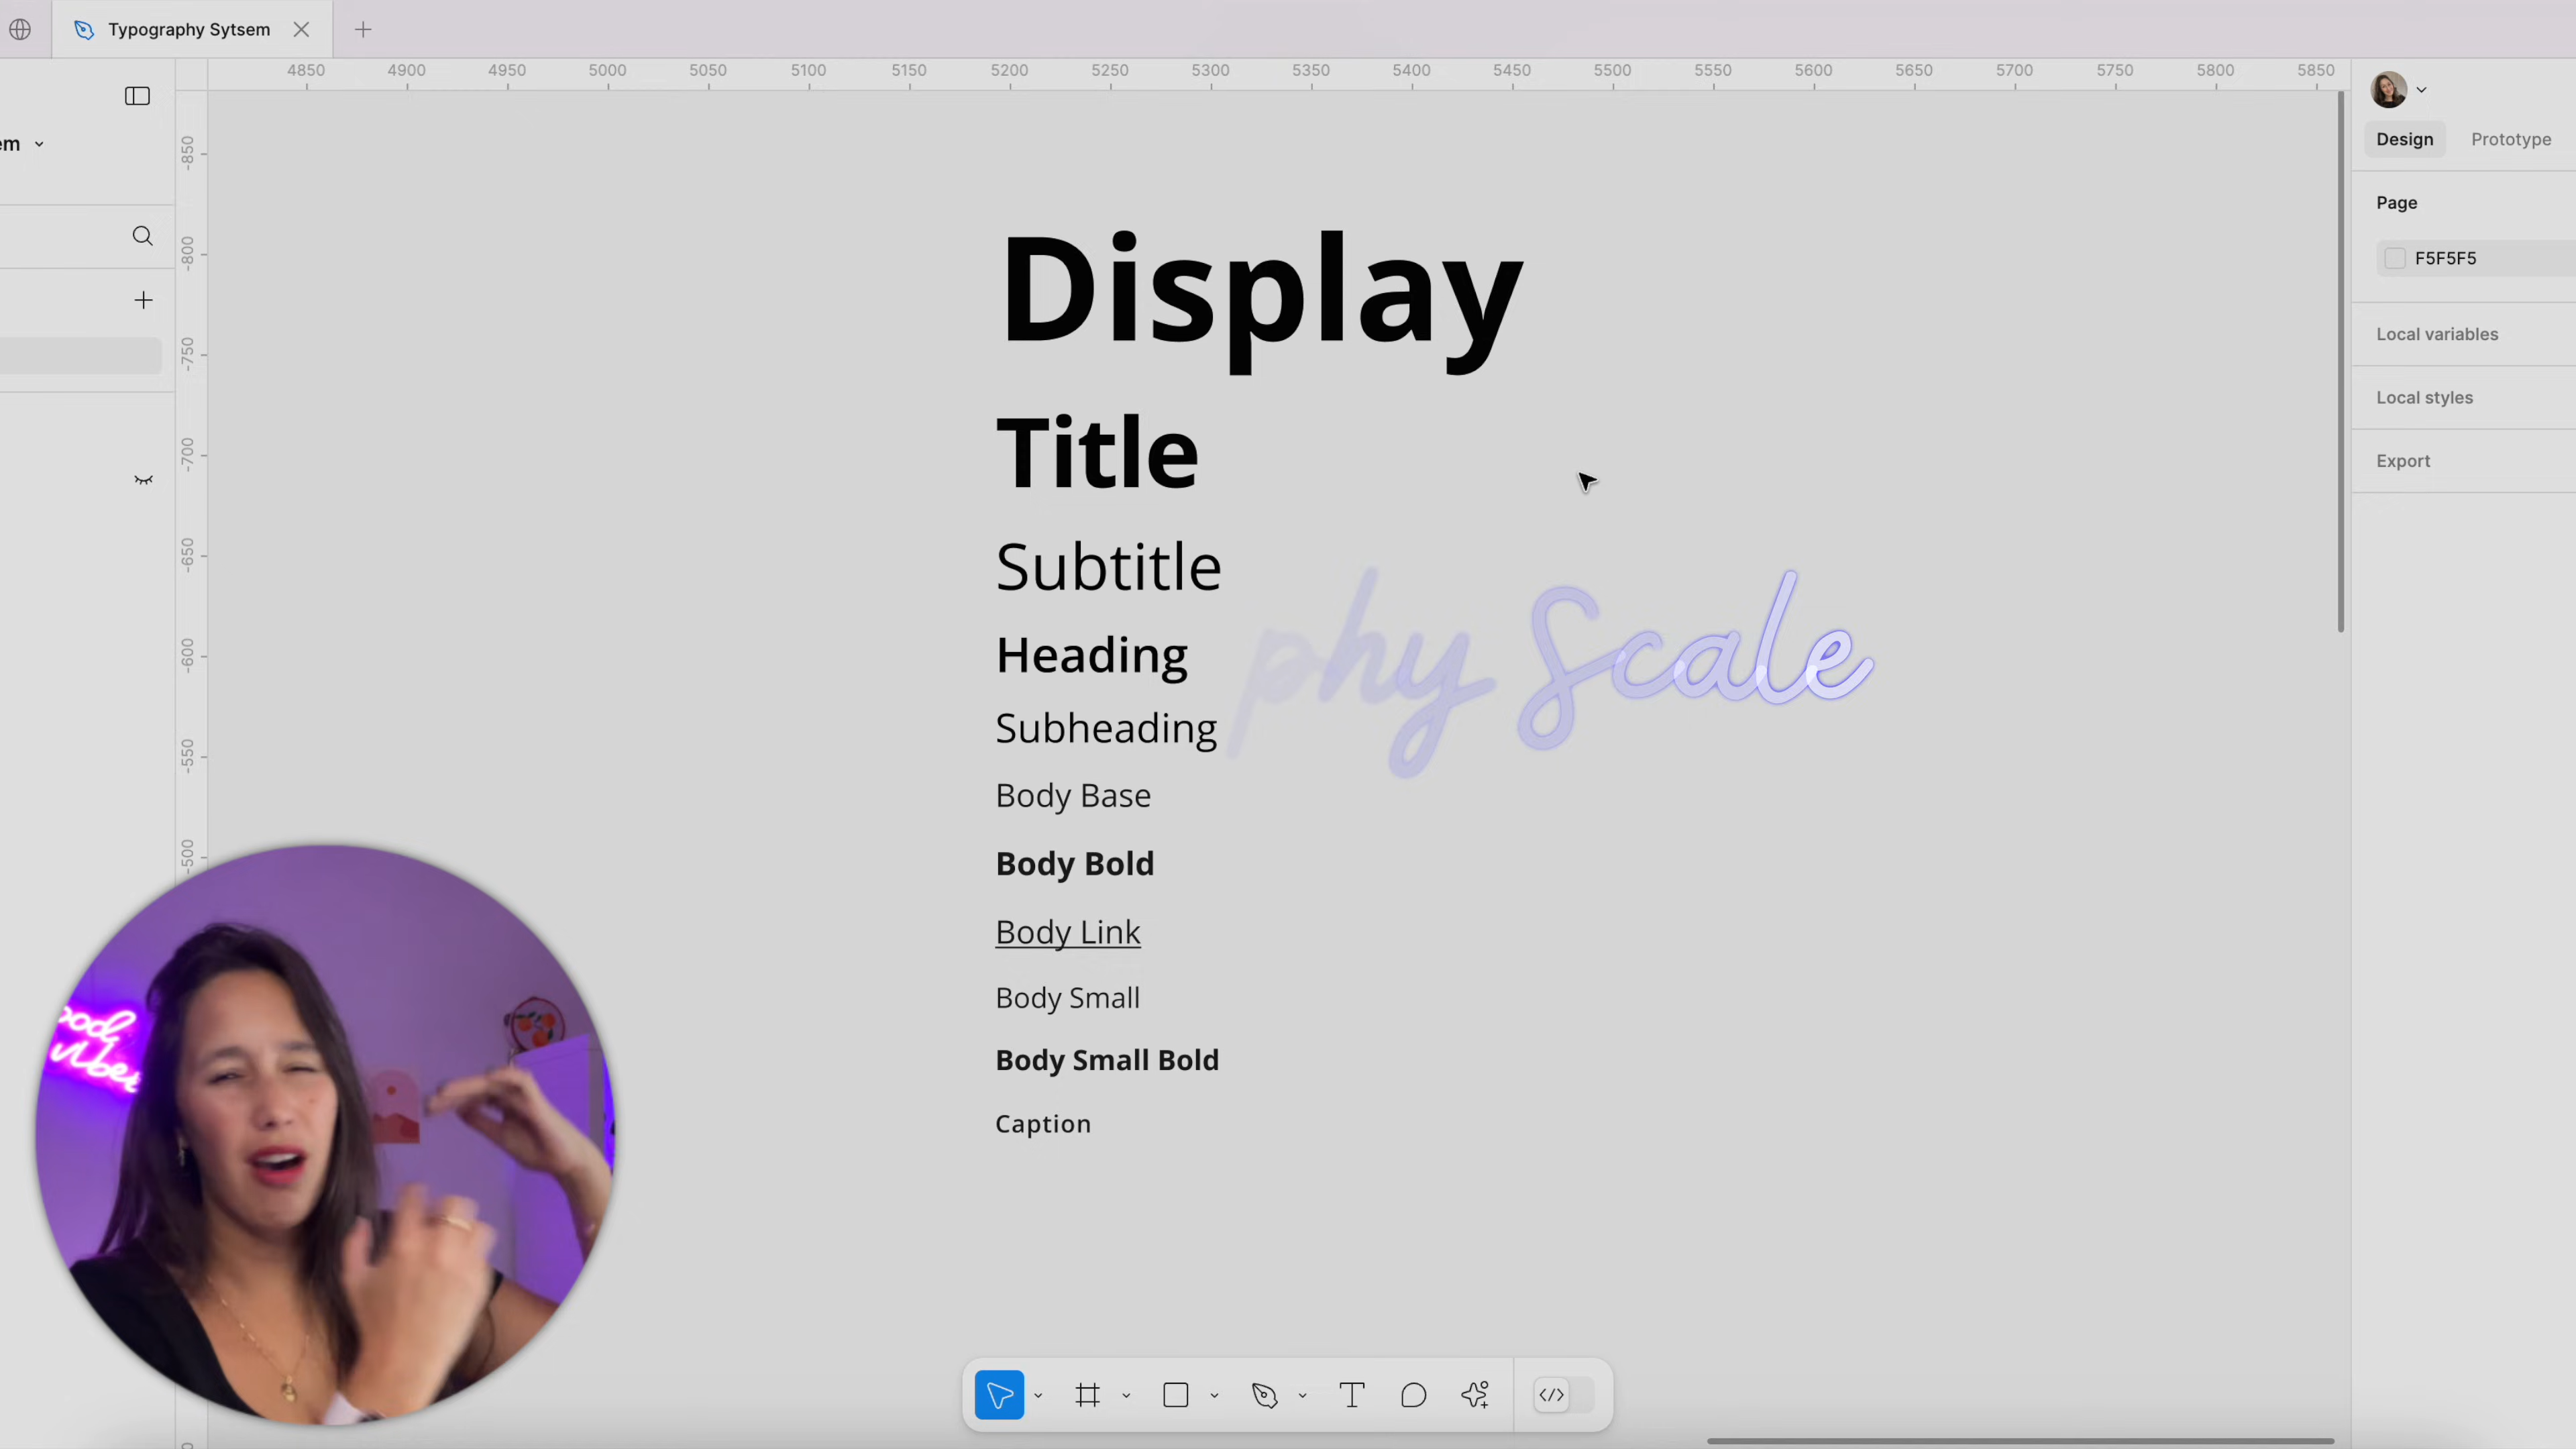 Typography Sytsem
4850 4900 4950 5000 5050 5100 5150 5200 5250 5300 5350 5400 5450 5500 5550 5600 5650 5700 5750 5800 5850
em
-850
-800
-750
-700
-650
-600
-550
-500
Display
Title
Subtitle
Heading
Subheading
Body Base
Body Bold
Body Link
Body Small
Body Small Bold
Caption
phy Scale
Design Prototype
Page
F5F5F5
Local variables
Local styles
Export
ood
vibes